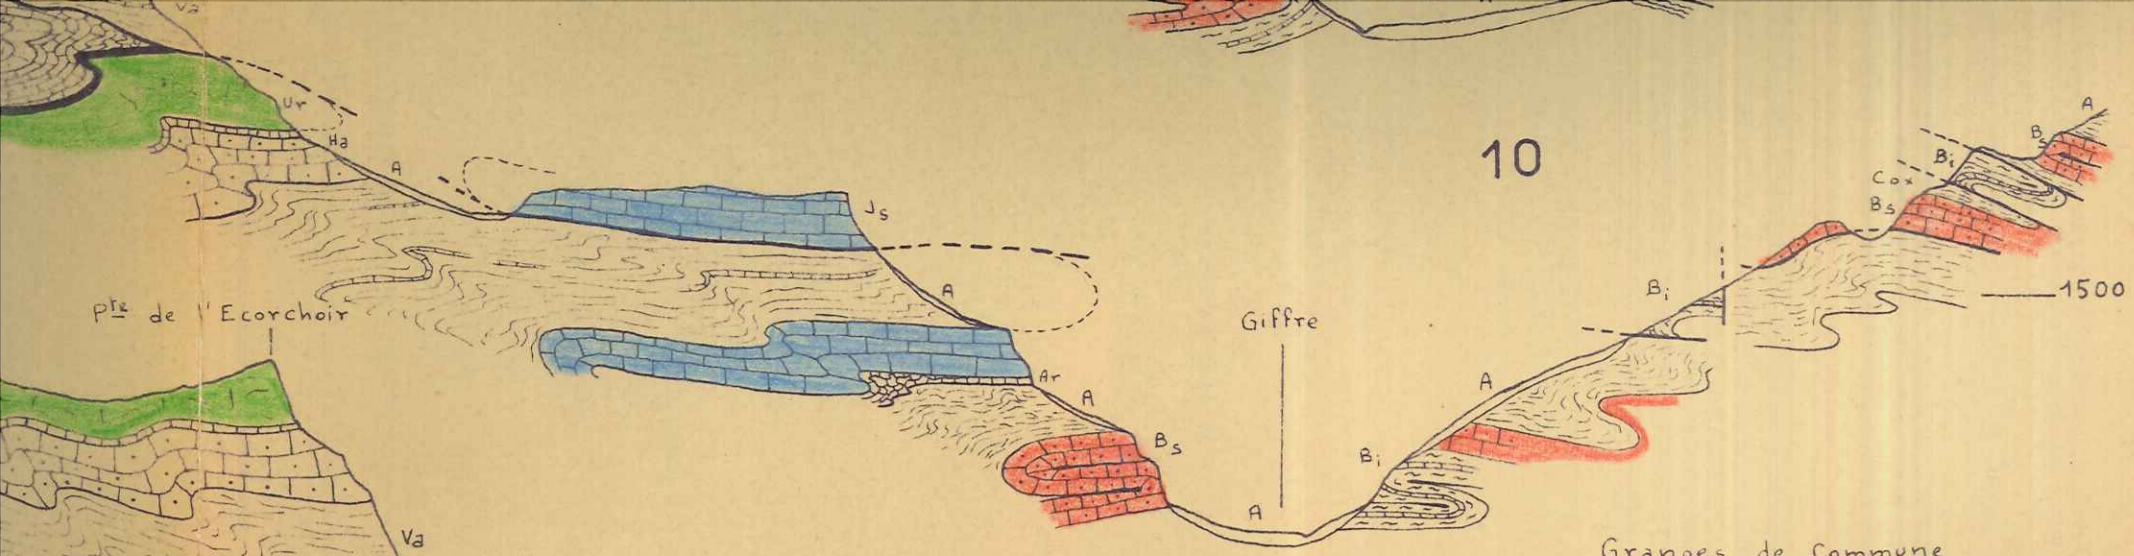 Va
Ur
Ha
A
Js
A
Pte de l'Ecorchoir
Va
Ar
A
Bs
A
Giffre
10
Bi
A
Bi
Bs
Cox
Bi
Bs
A
1500
Granges de Commune